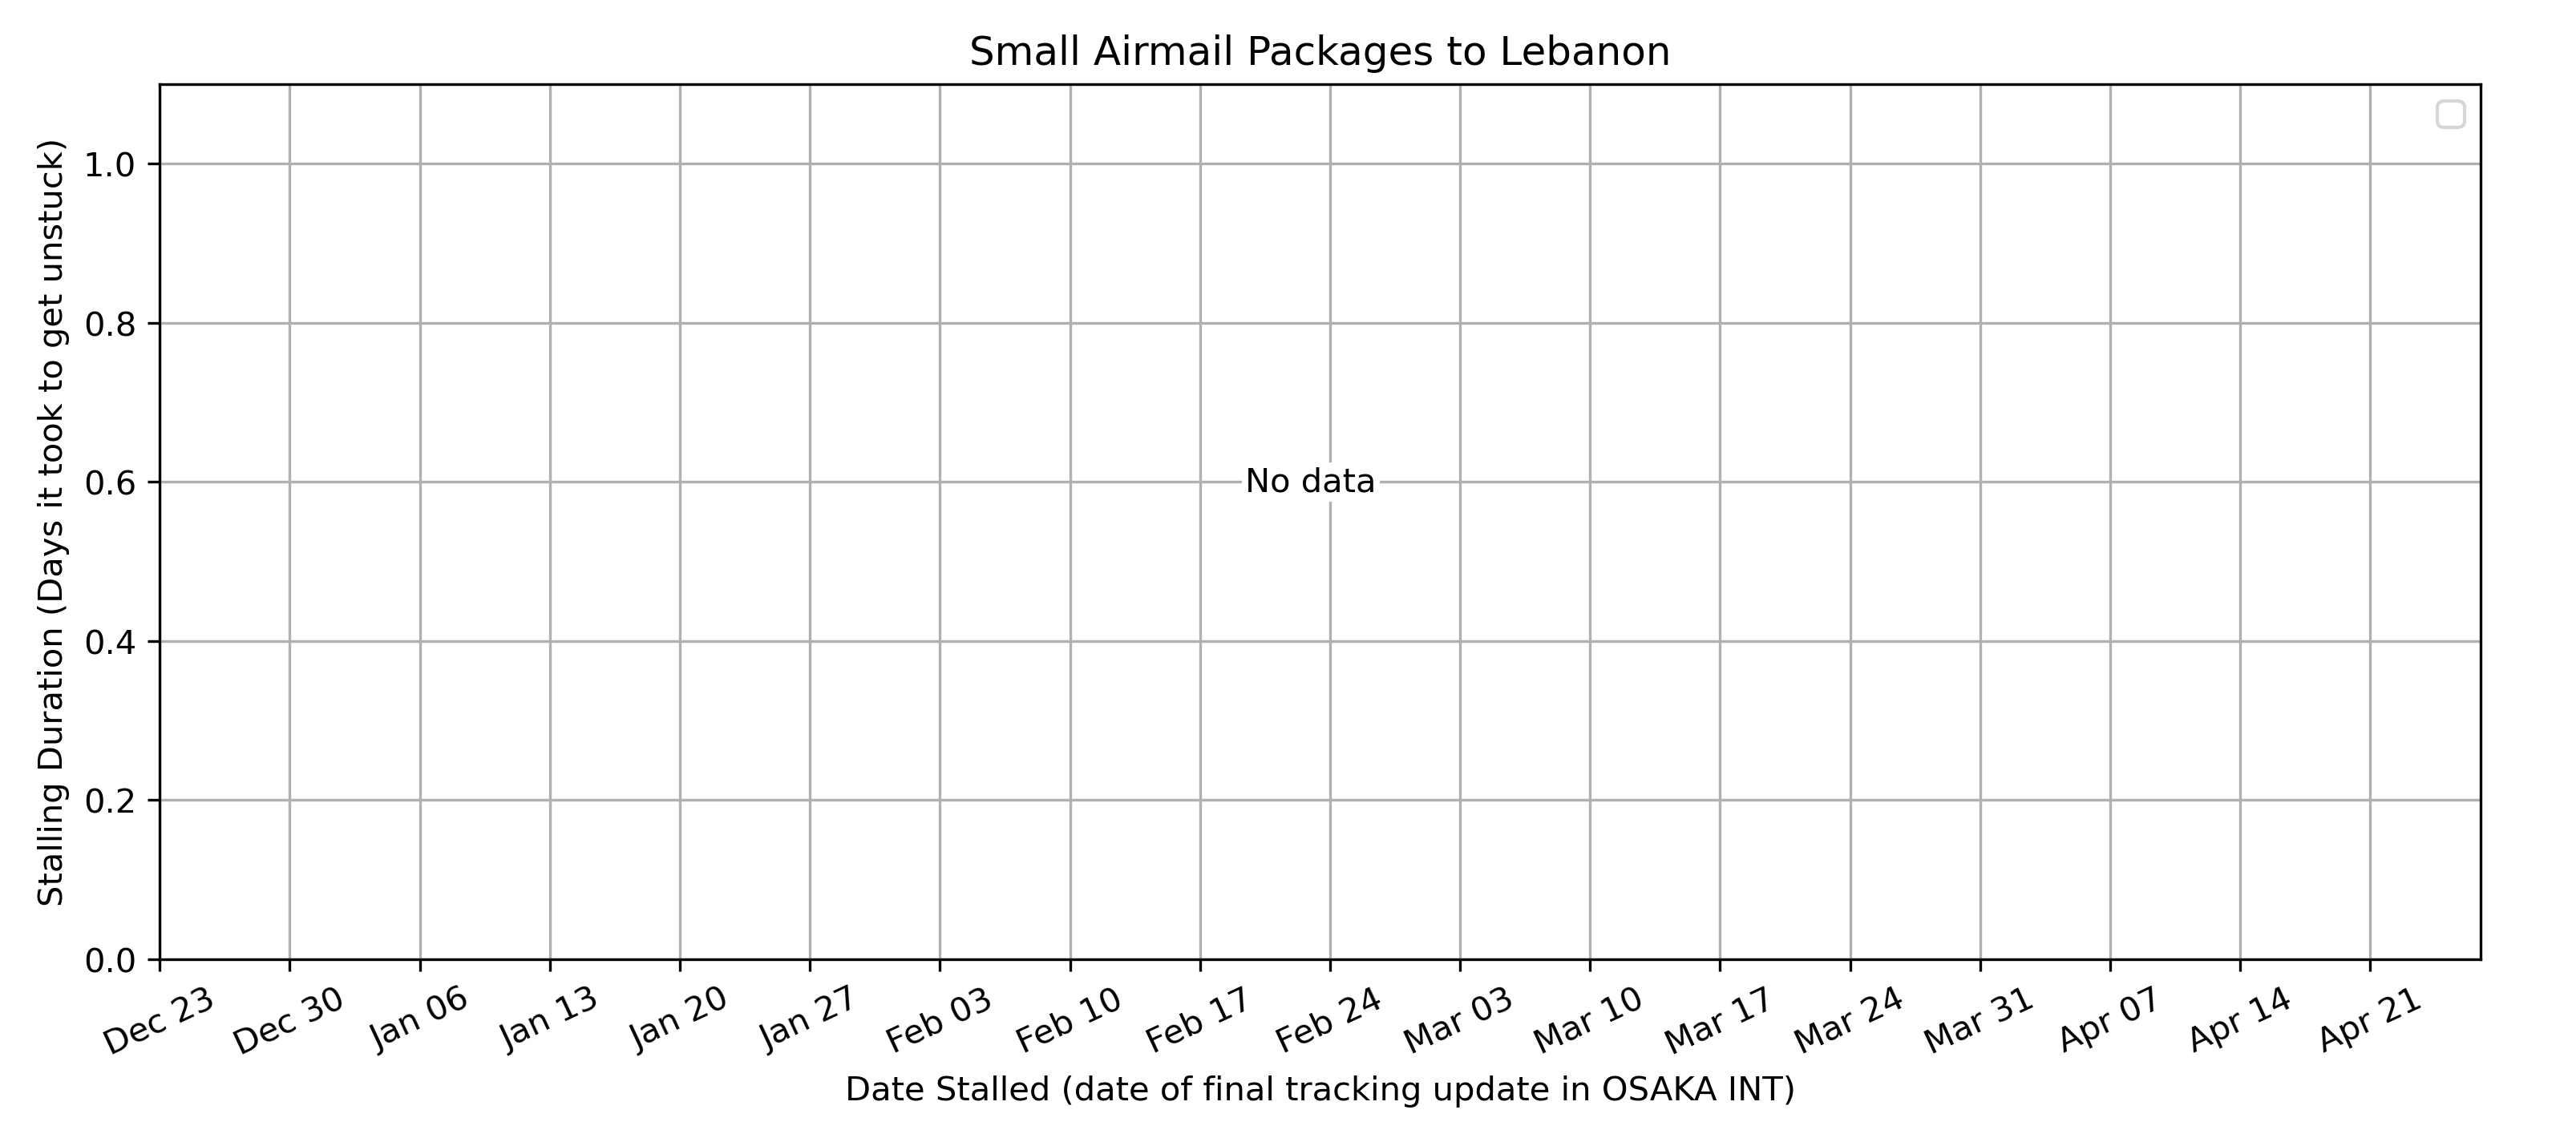 Small Airmail Packages to Lebanon
Stalling Duration (Days it took to get unstuck)
1.0
0.8
0.6
0.4
0.2
0.0
No data
Dec 23
Dec 30
Jan 06
Jan 13
Jan 20
Jan 27
Feb 03
Feb 10
Feb 17
Feb 24
Mar 03
Mar 10
Mar 17
Mar 24
Mar 31
Apr 07
Apr 14
Apr 21
Date Stalled (date of final tracking update in OSAKA INT)